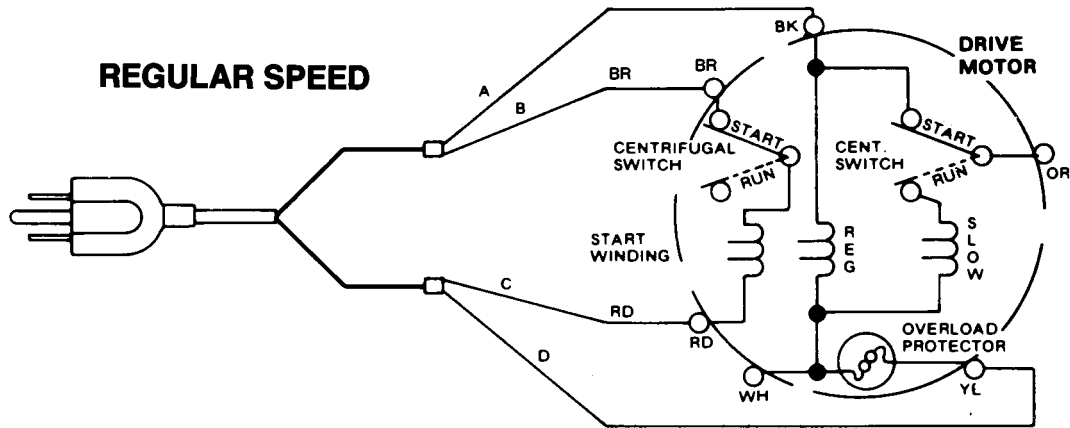 BK
DRIVE
MOTOR
REGULAR SPEED
BR
BR
A
B
START
START
CENTRIFUGAL
SWITCH
CENT.
SWITCH
RUN
RUN
OR
START
WINDING
REG
SLOW
C
RD
RD
D
OVERLOAD
PROTECTOR
WH
YL